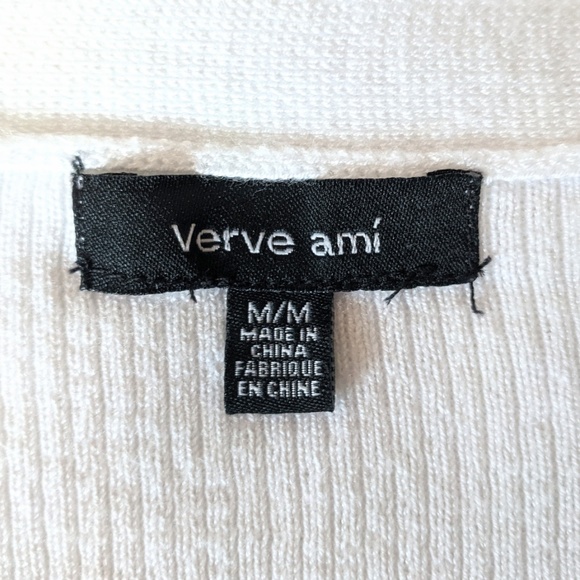 Verve amí
M/M
MADE IN
CHINA
FABRIQUE
EN CHINE